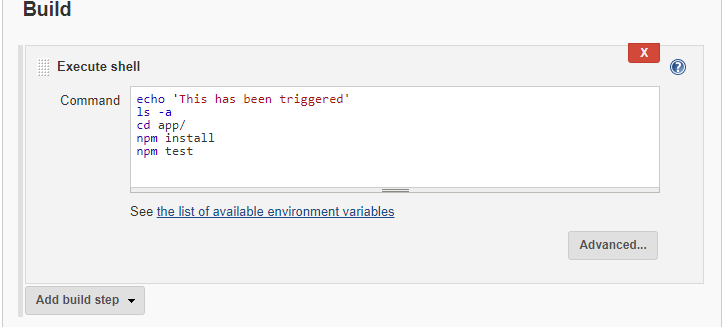 Build
X
Execute shell
?
Command
echo 'This has been triggered'
ls -a
cd app/
npm install
npm test
See the list of available environment variables
Advanced...
Add build step